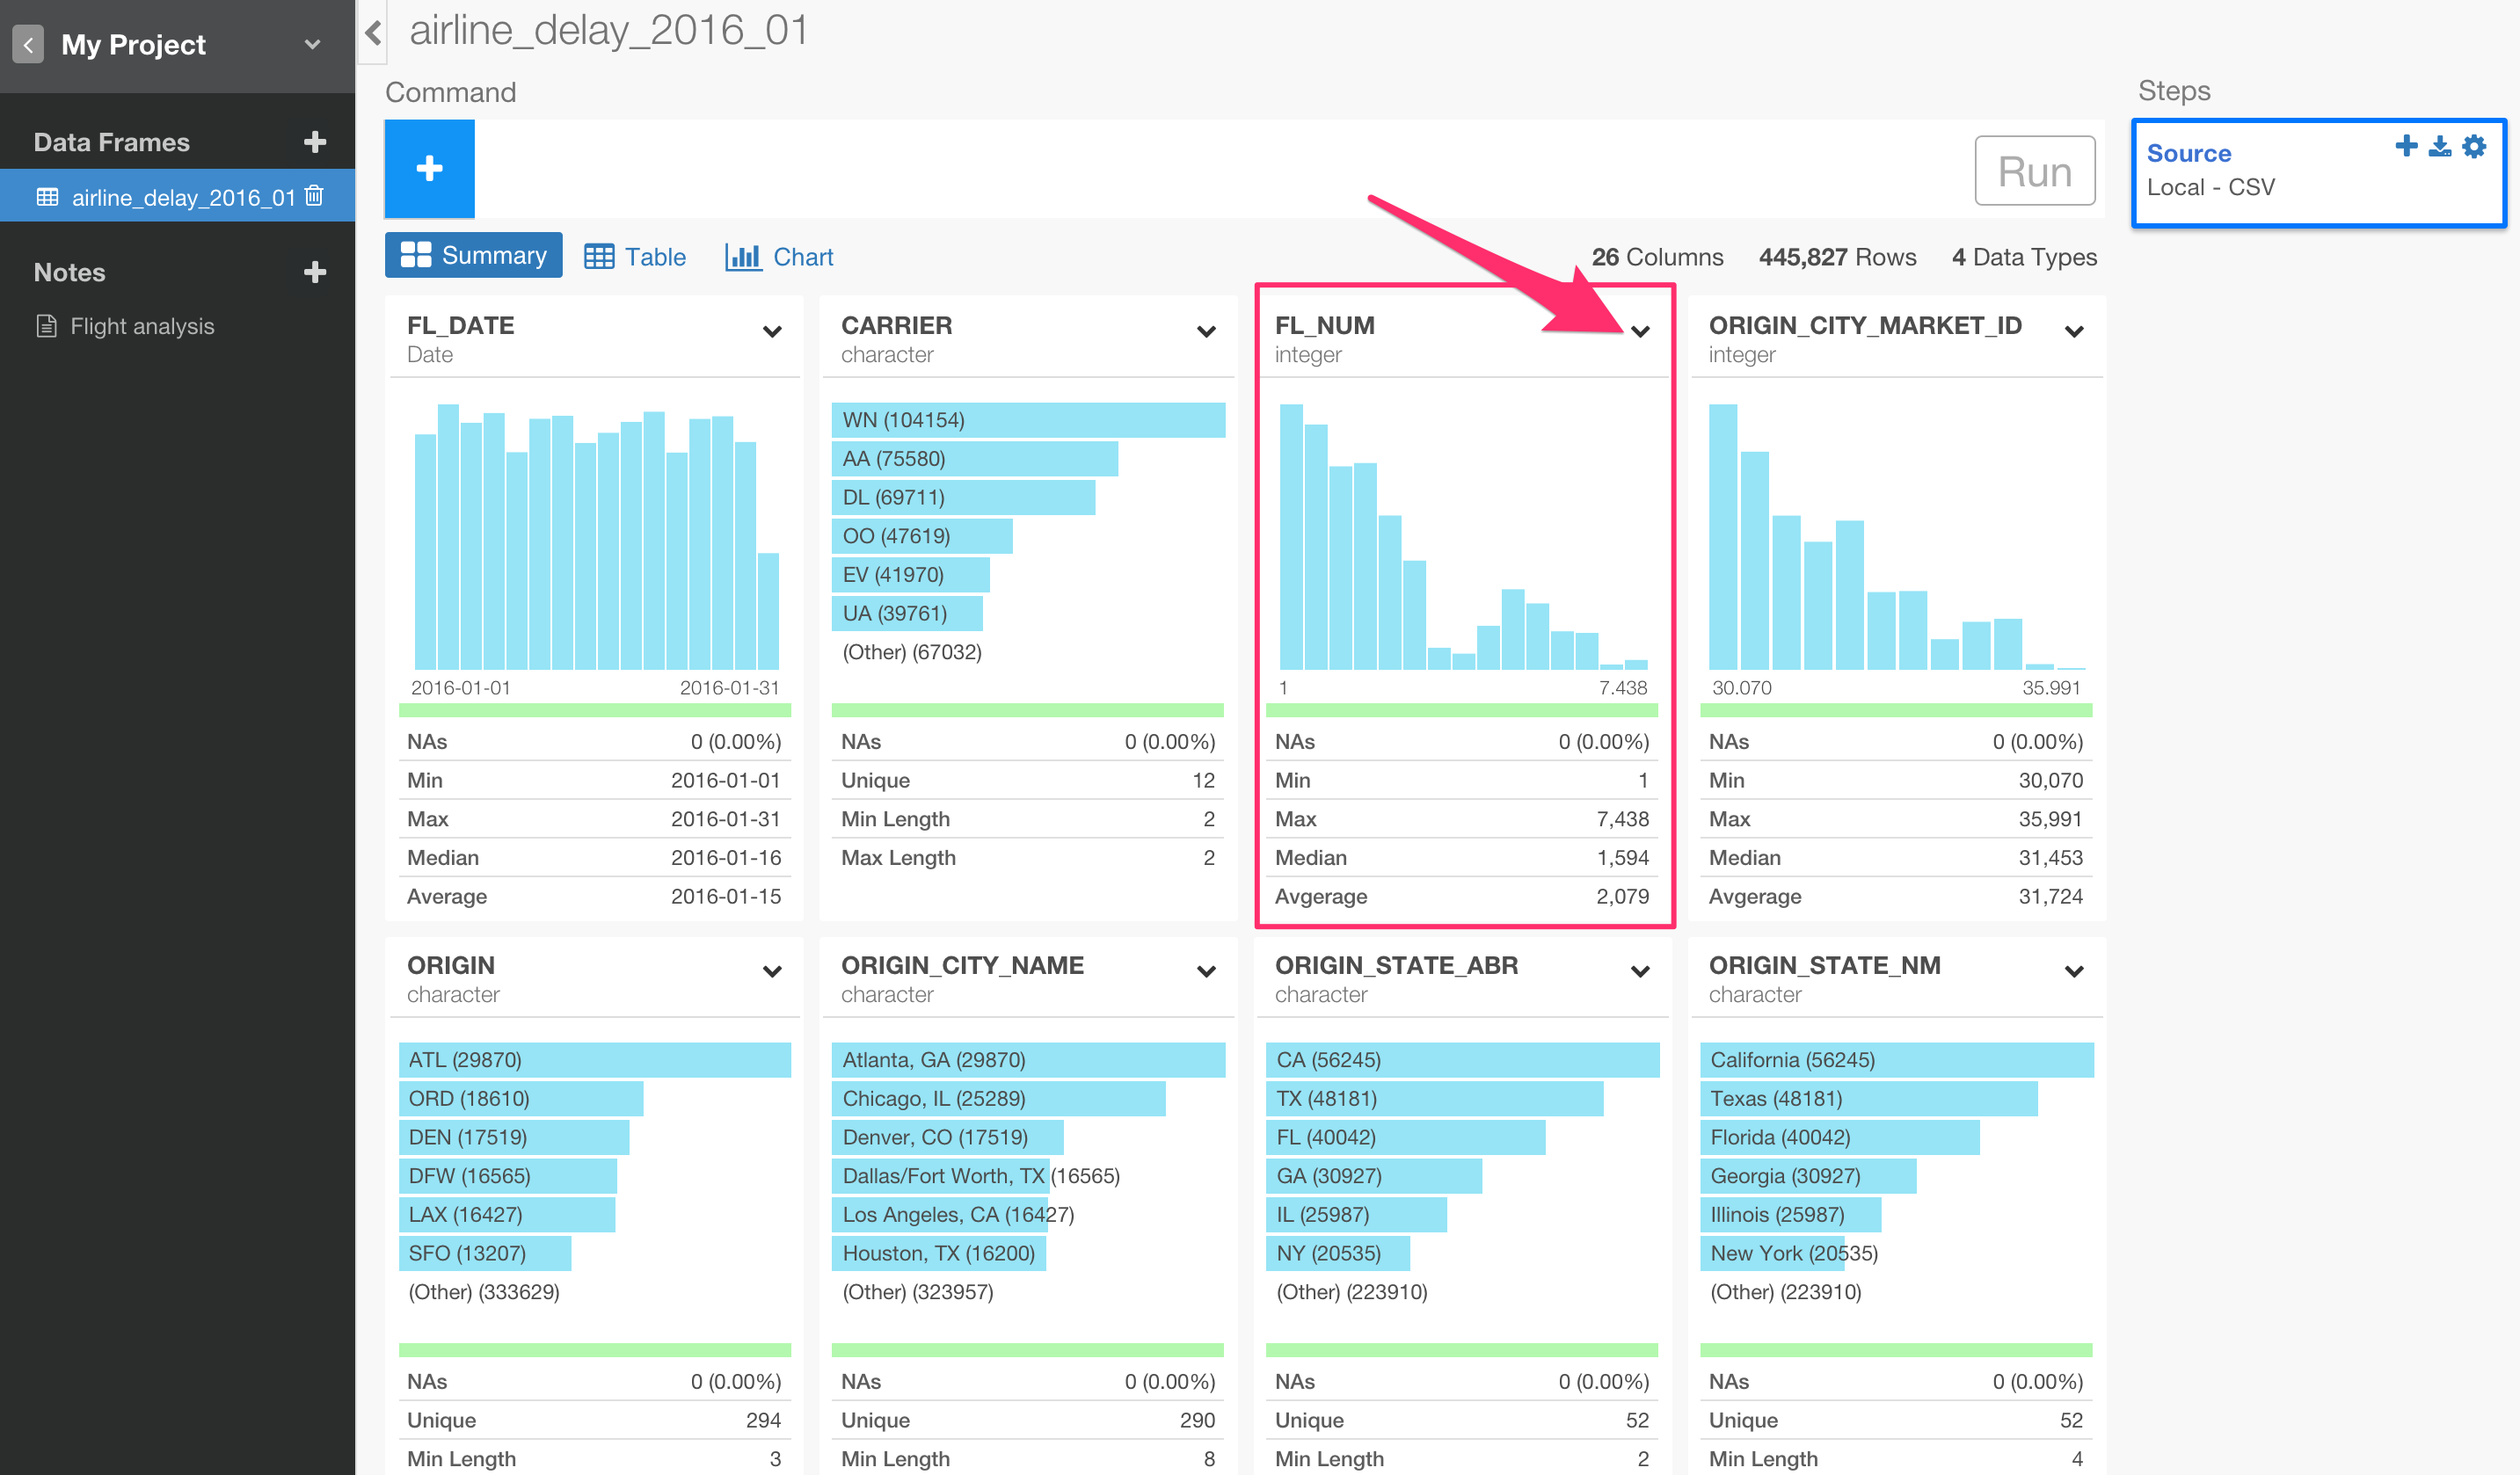 My Project
Data Frames
airline_delay_2016_01
Notes
Flight analysis
airline_delay_2016_01
Command
Run
Steps
Source
Local - CSV
Summary
Table
Chart
26 Columns 445,827 Rows 4 Data Types
FL_DATE
Date
2016-01-01 2016-01-31
NAs 0 (0.00%)
Min 2016-01-01
Max 2016-01-31
Median 2016-01-16
Average 2016-01-15
CARRIER
character
WN (104154)
AA (75580)
DL (69711)
OO (47619)
EV (41970)
UA (39761)
(Other) (67032)
NAs 0 (0.00%)
Unique 12
Min Length 2
Max Length 2
FL_NUM
integer
1 7.438
NAs 0 (0.00%)
Min 1
Max 7,438
Median 1,594
Avgerage 2,079
ORIGIN_CITY_MARKET_ID
integer
30.070 35.991
NAs 0 (0.00%)
Min 30,070
Max 35,991
Median 31,453
Avgerage 31,724
ORIGIN
character
ATL (29870)
ORD (18610)
DEN (17519)
DFW (16565)
LAX (16427)
SFO (13207)
(Other) (333629)
NAs 0 (0.00%)
Unique 294
Min Length 3
ORIGIN_CITY_NAME
character
Atlanta, GA (29870)
Chicago, IL (25289)
Denver, CO (17519)
Dallas/Fort Worth, TX (16565)
Los Angeles, CA (16427)
Houston, TX (16200)
(Other) (323957)
NAs 0 (0.00%)
Unique 290
Min Length 8
ORIGIN_STATE_ABR
character
CA (56245)
TX (48181)
FL (40042)
GA (30927)
IL (25987)
NY (20535)
(Other) (223910)
NAs 0 (0.00%)
Unique 52
Min Length 2
ORIGIN_STATE_NM
character
California (56245)
Texas (48181)
Florida (40042)
Georgia (30927)
Illinois (25987)
New York (20535)
(Other) (223910)
NAs 0 (0.00%)
Unique 52
Min Length 4